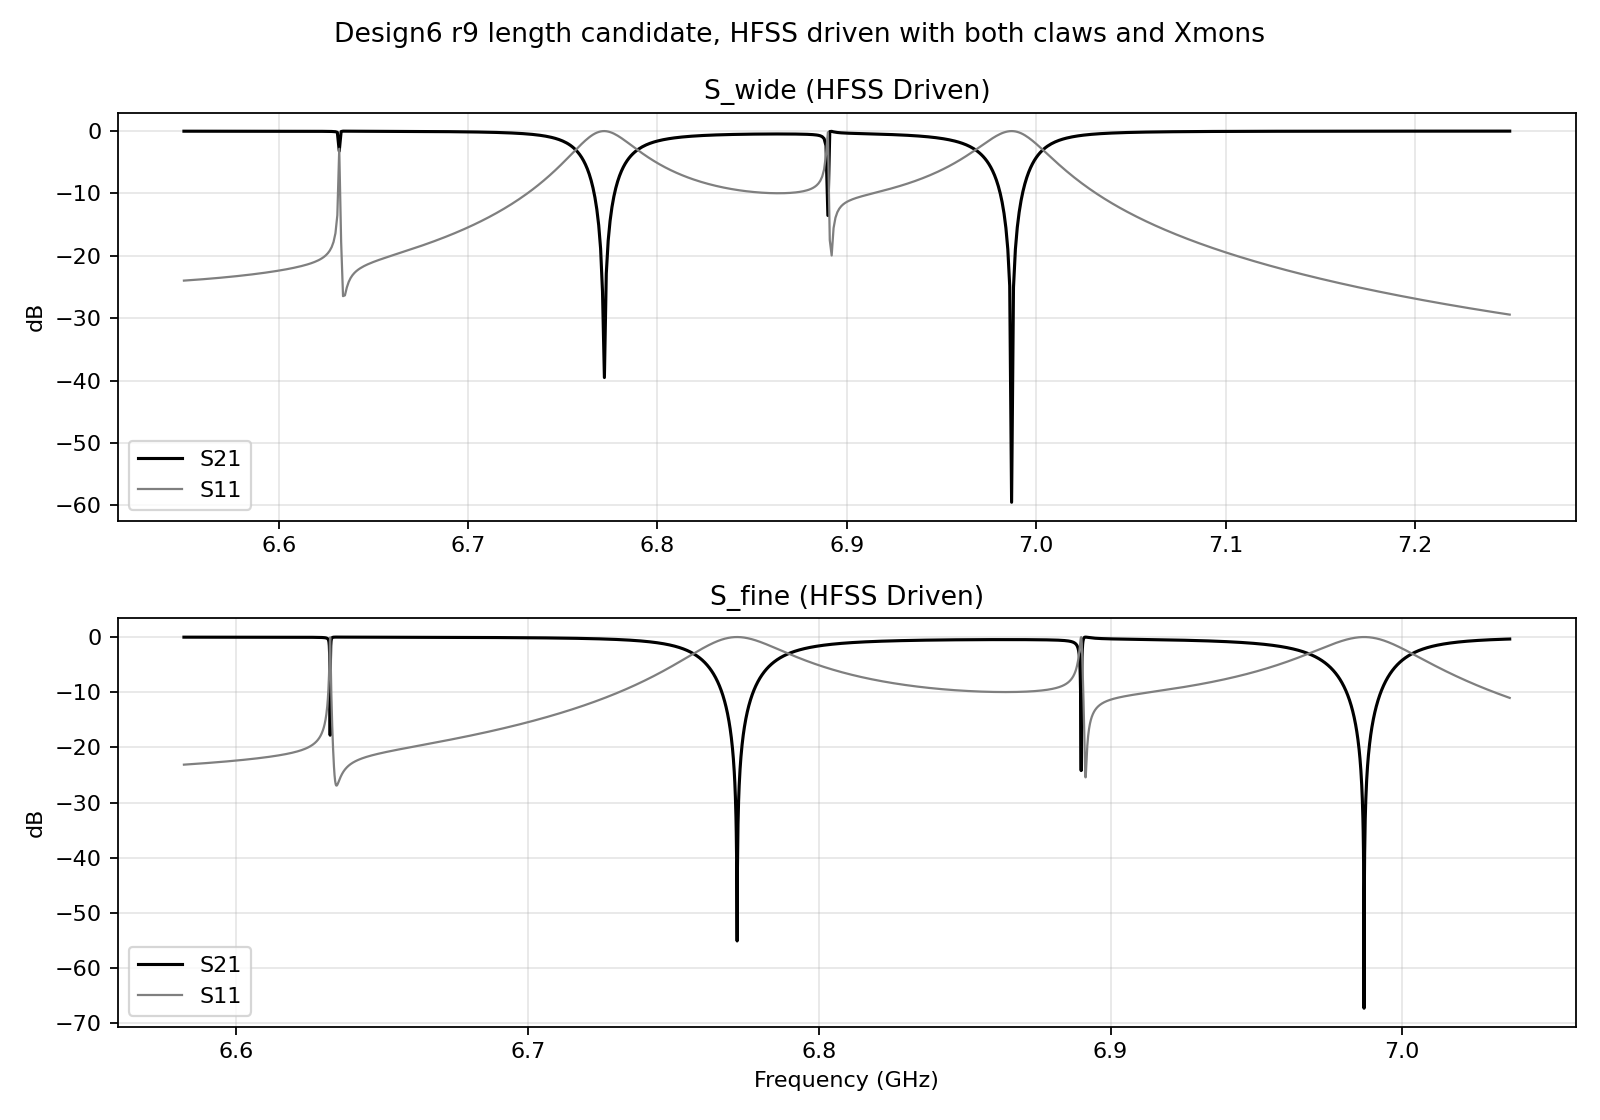 Design6 r9 length candidate, HFSS driven with both claws and Xmons
S_wide (HFSS Driven)
0
−10
−20
−30
−40
−50
−60
dB
S21
S11
6.6 6.7 6.8 6.9 7.0 7.1 7.2
S_fine (HFSS Driven)
0
−10
−20
−30
−40
−50
−60
−70
dB
S21
S11
6.6 6.7 6.8 6.9 7.0
Frequency (GHz)